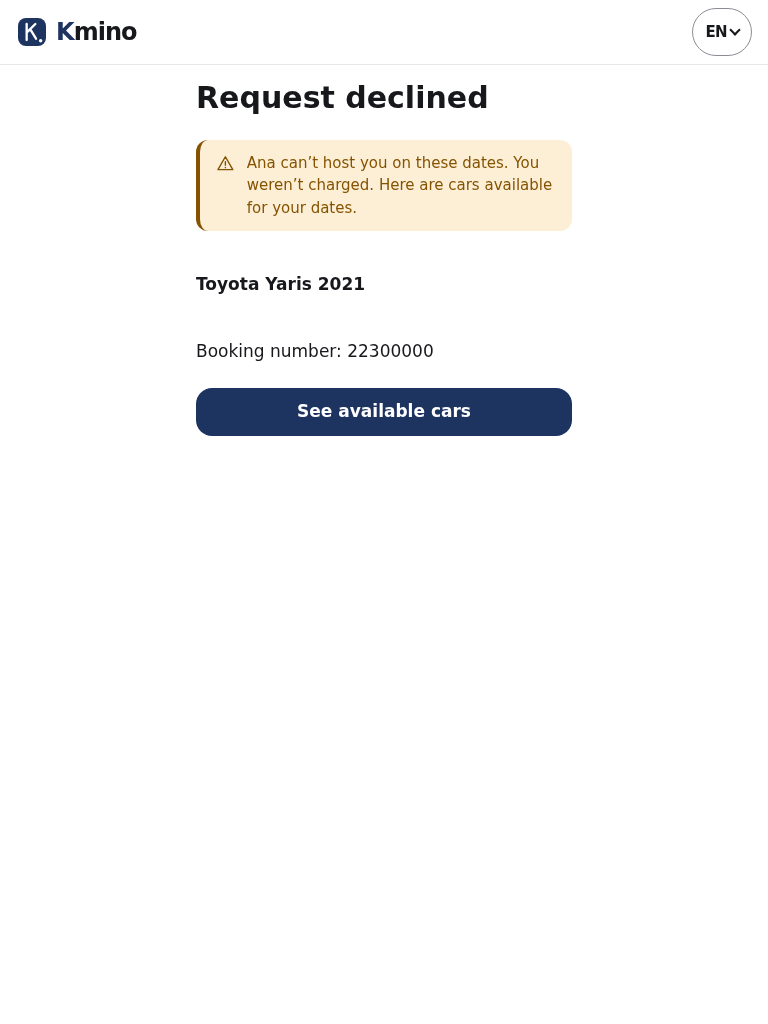 K.
Kmino
EN
Request declined
Ana can’t host you on these dates. You
weren’t charged. Here are cars available
for your dates.
Toyota Yaris 2021
Booking number: 22300000
See available cars